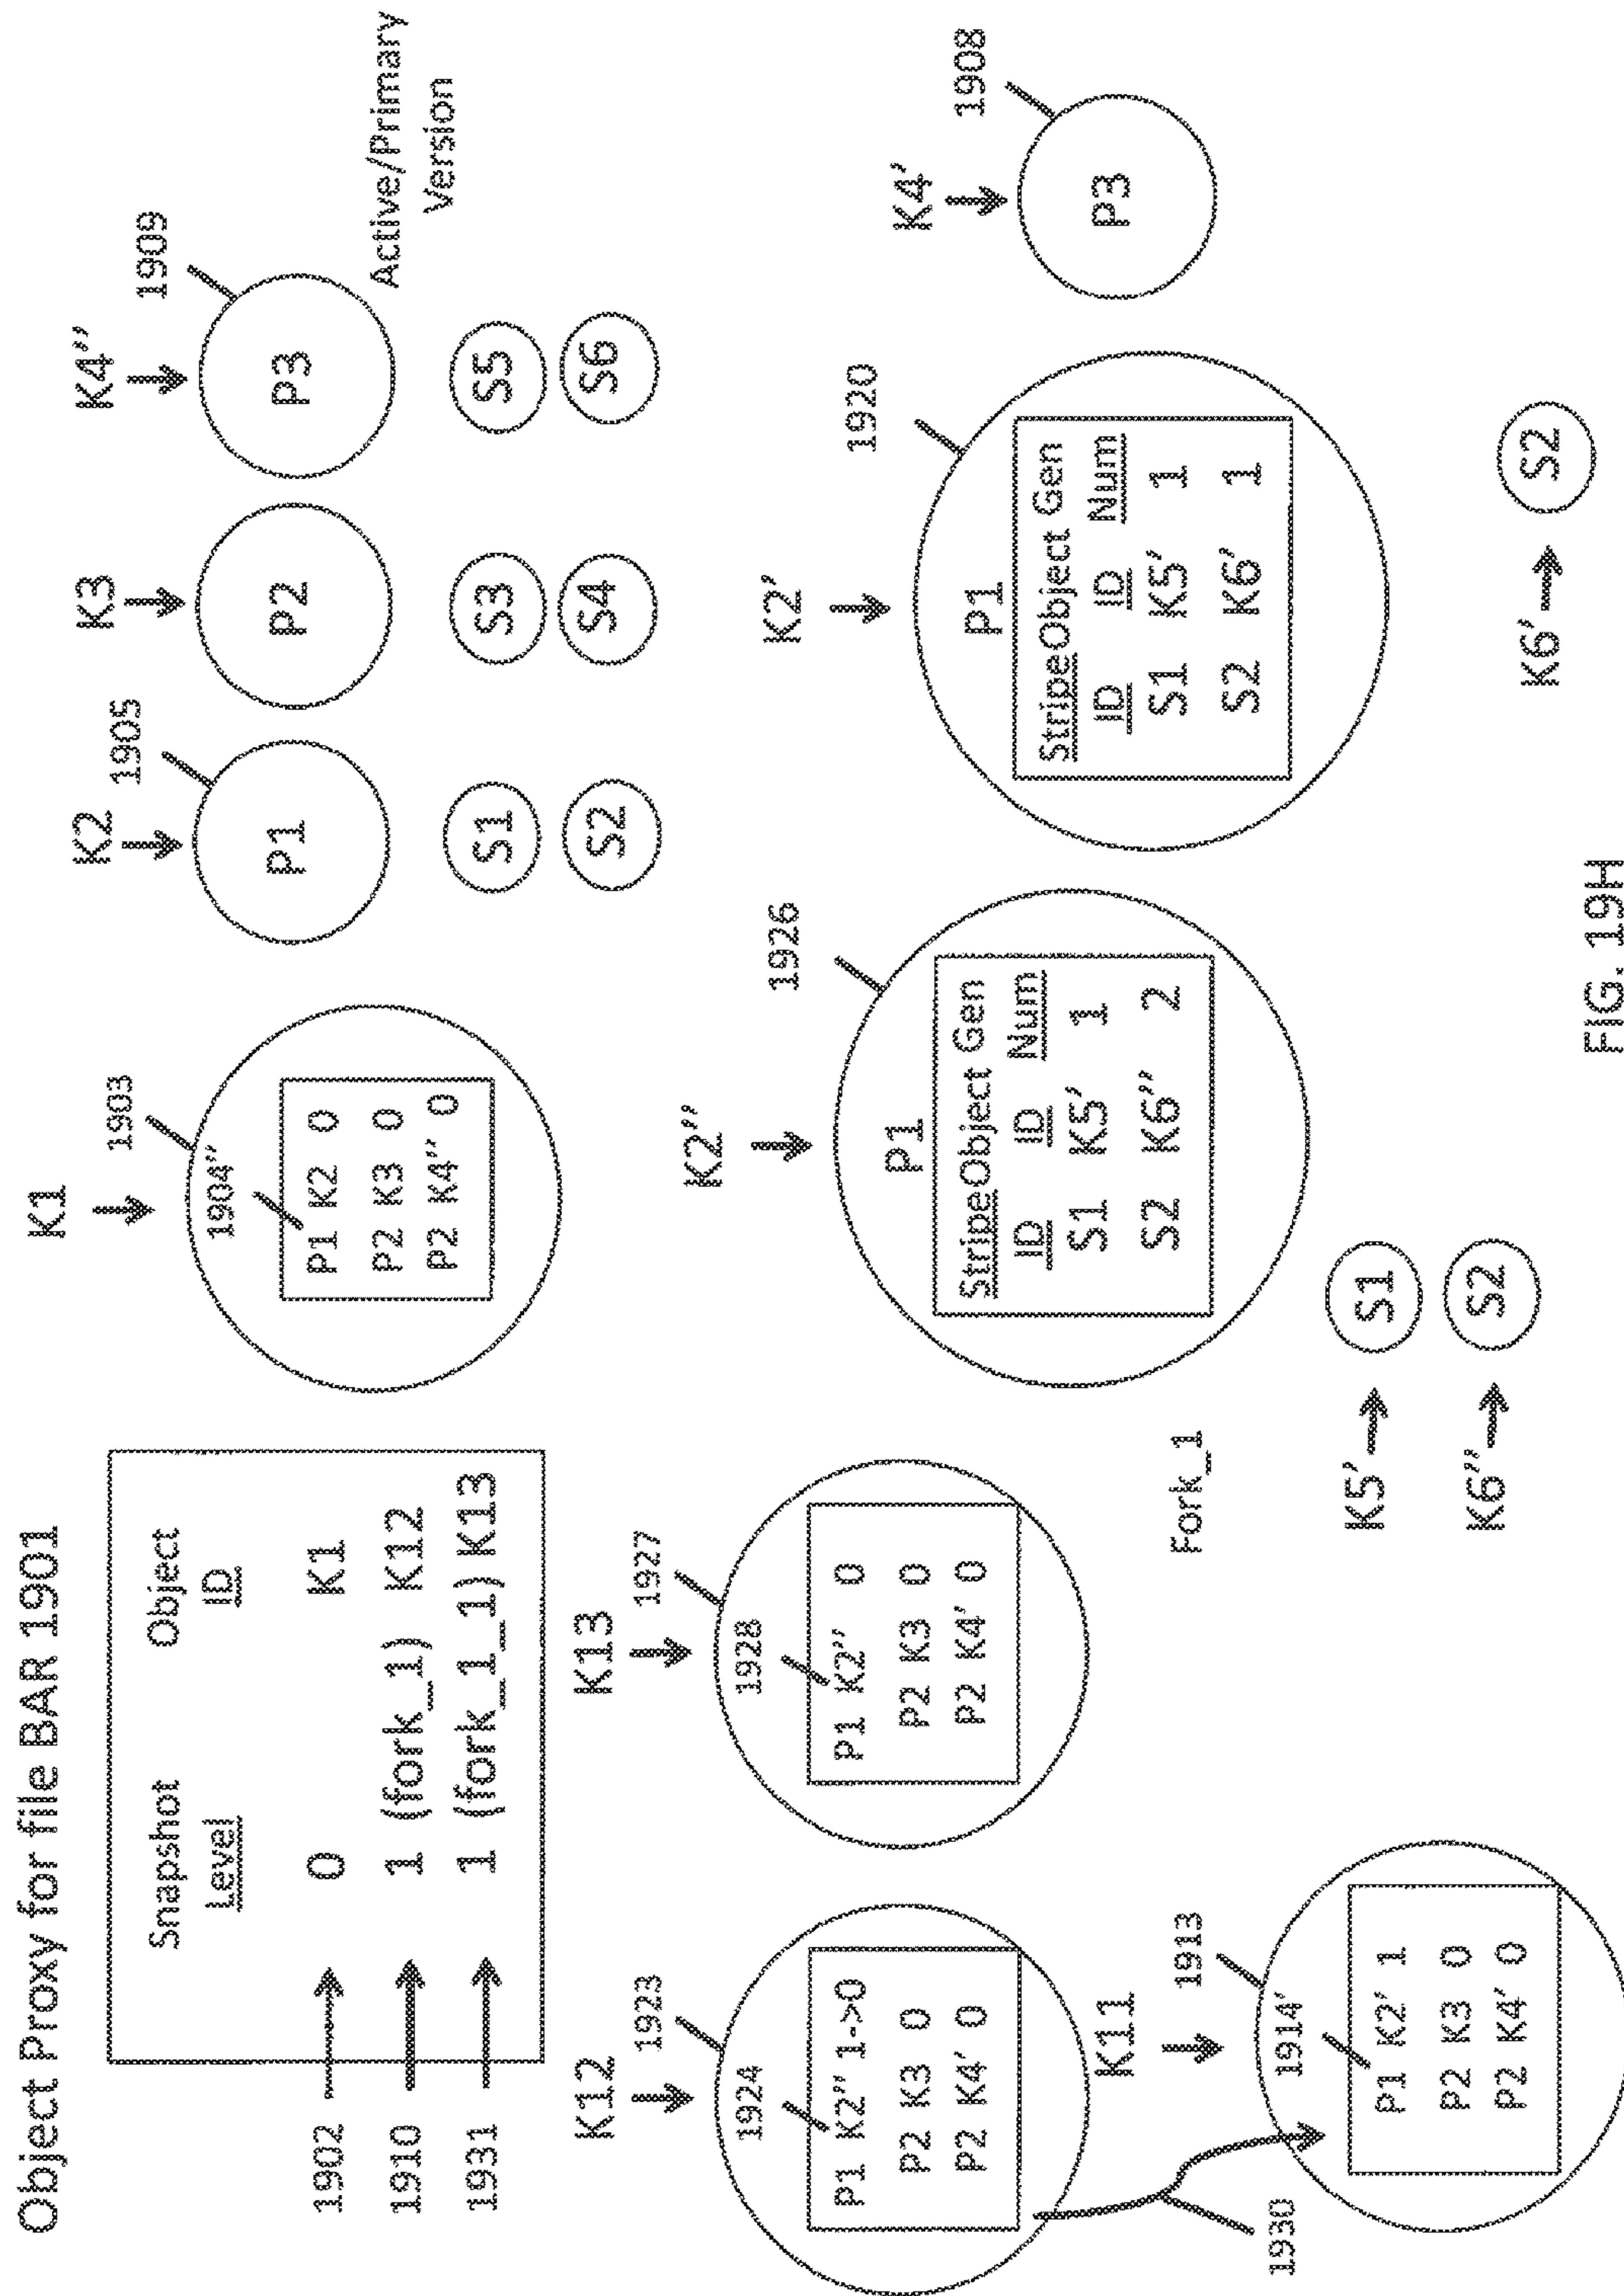 Object Proxy for file BAR 1901
Snapshot Object
Level ID
1902 0 K1
1910 1 (fork_1) K12
1931 1 (fork_1_1) K13
K1
1903
1904''
P1 K2 0
P2 K3 0
P2 K4'' 0
K2
1905
P1
S1
S2
K3
P2
S3
S4
K4''
1909
P3
S5
S6
Active/Primary
Version
K12
1923
1924
P1 K2'' 1->0
P2 K3 0
P2 K4' 0
1930
K11
1913
1914'
P1 K2' 1
P2 K3 0
P2 K4' 0
K13
1927
1928
P1 K2'' 0
P2 K3 0
P2 K4' 0
Fork_1
K2''
1926
P1
Stripe Object Gen
ID ID Num
S1 K5' 1
S2 K6'' 2
K5' S1
K6'' S2
K2'
1920
P1
Stripe Object Gen
ID ID Num
S1 K5' 1
S2 K6' 1
K6' S2
K4'
1908
P3
FIG. 19H